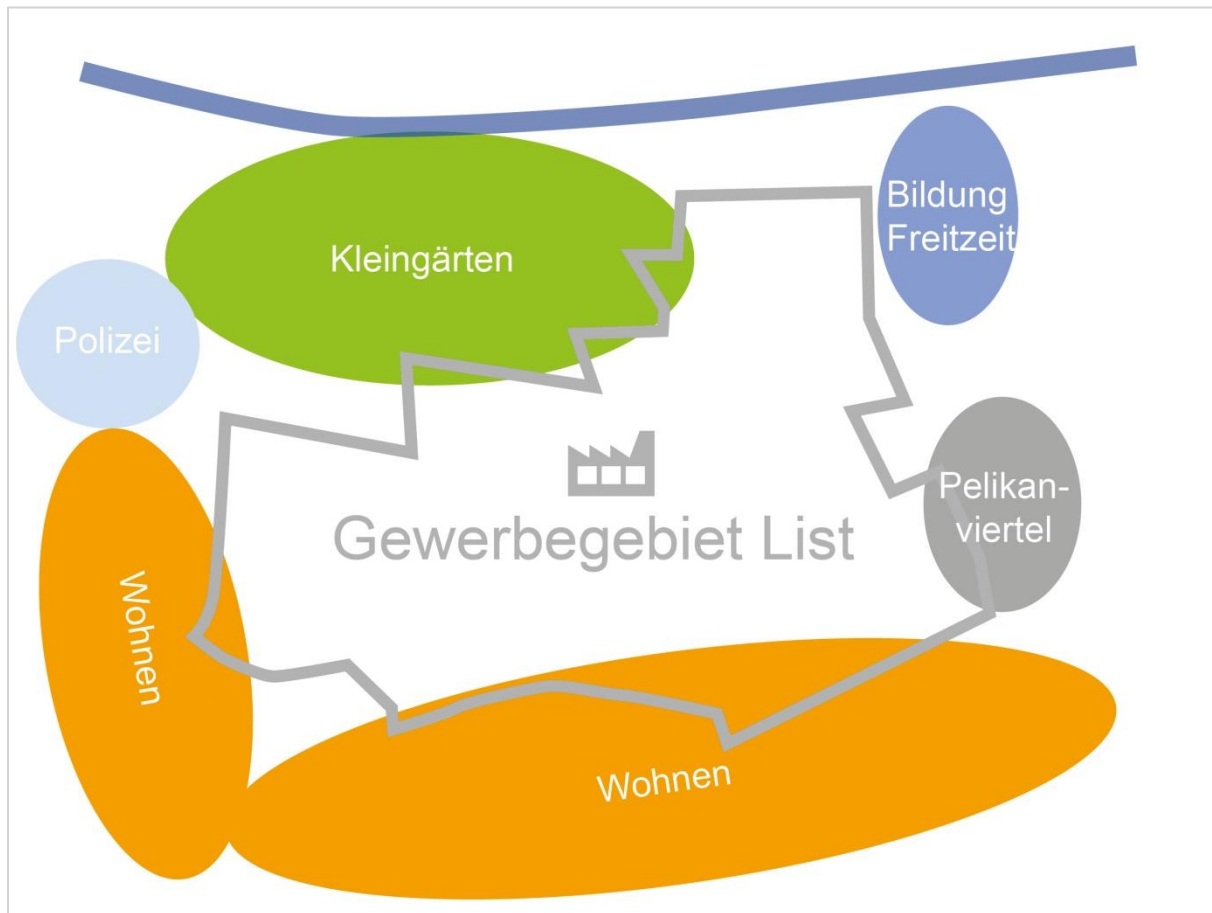 Bildung
Freitzeit
Kleingärten
Polizei
Pelikan-
viertel
Gewerbegebiet List
Wohnen
Wohnen